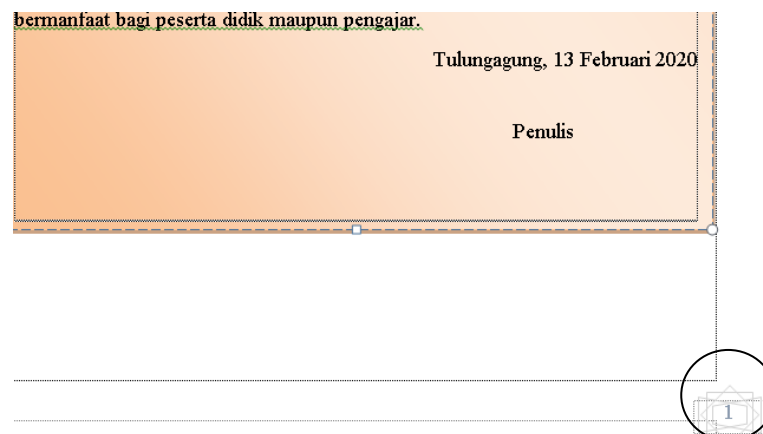 bermanfaat bagi peserta didik maupun pengajar.
Tulungagung, 13 Februari 2020
Penulis
1